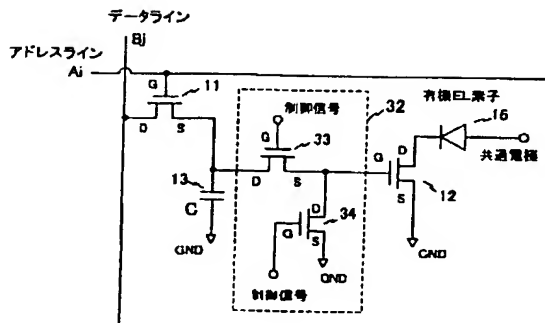 データライン
Bj
アドレスライン
Ai
G
11
D
S
制御信号
32
G
33
D
S
13
C
GND
G
D
34
S
GND
制御信号
有機EL素子
16
共通電極
G
D
12
S
GND